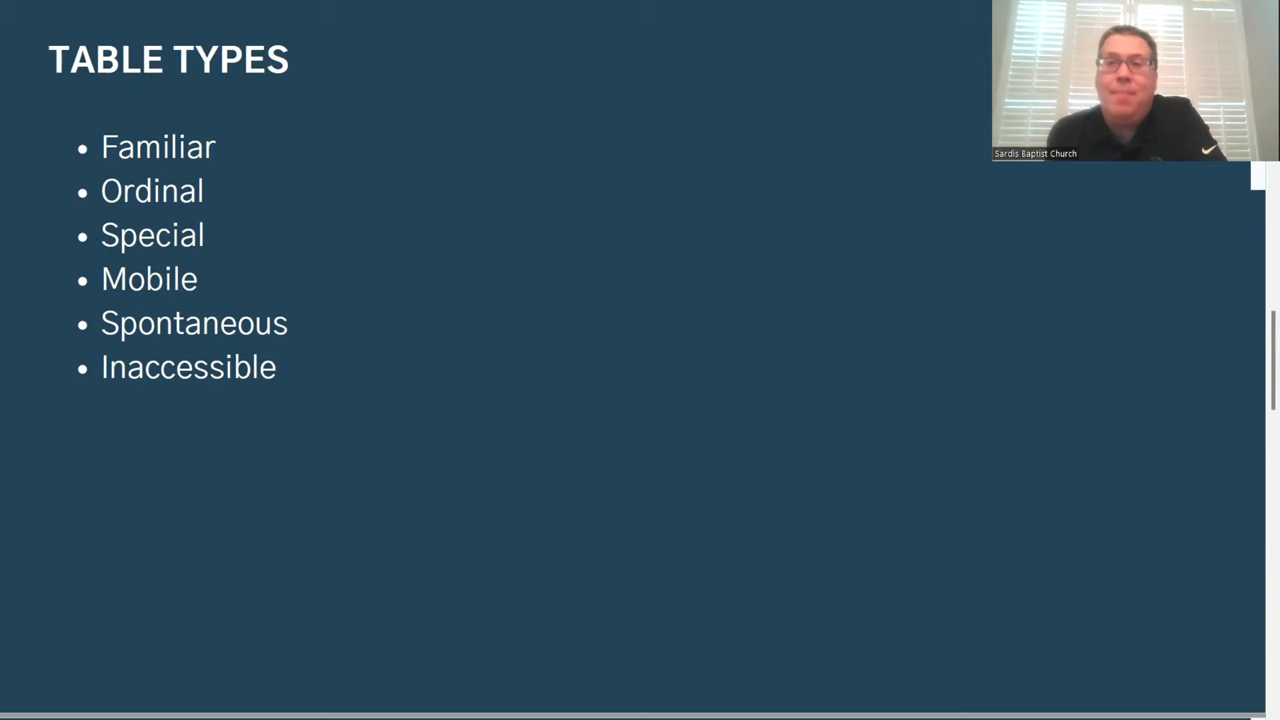 TABLE TYPES
Sardis Baptist Church
• Familiar
• Ordinal
• Special
• Mobile
• Spontaneous
• Inaccessible